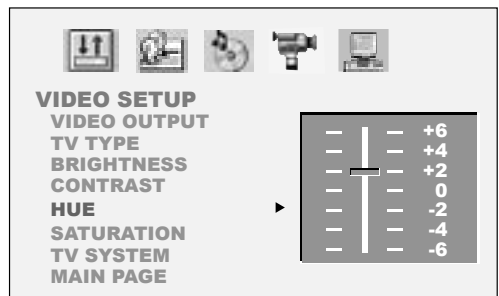 VIDEO SETUP
VIDEO OUTPUT
TV TYPE
BRIGHTNESS
CONTRAST
HUE
SATURATION
TV SYSTEM
MAIN PAGE
+6
+4
+2
0
-2
-4
-6